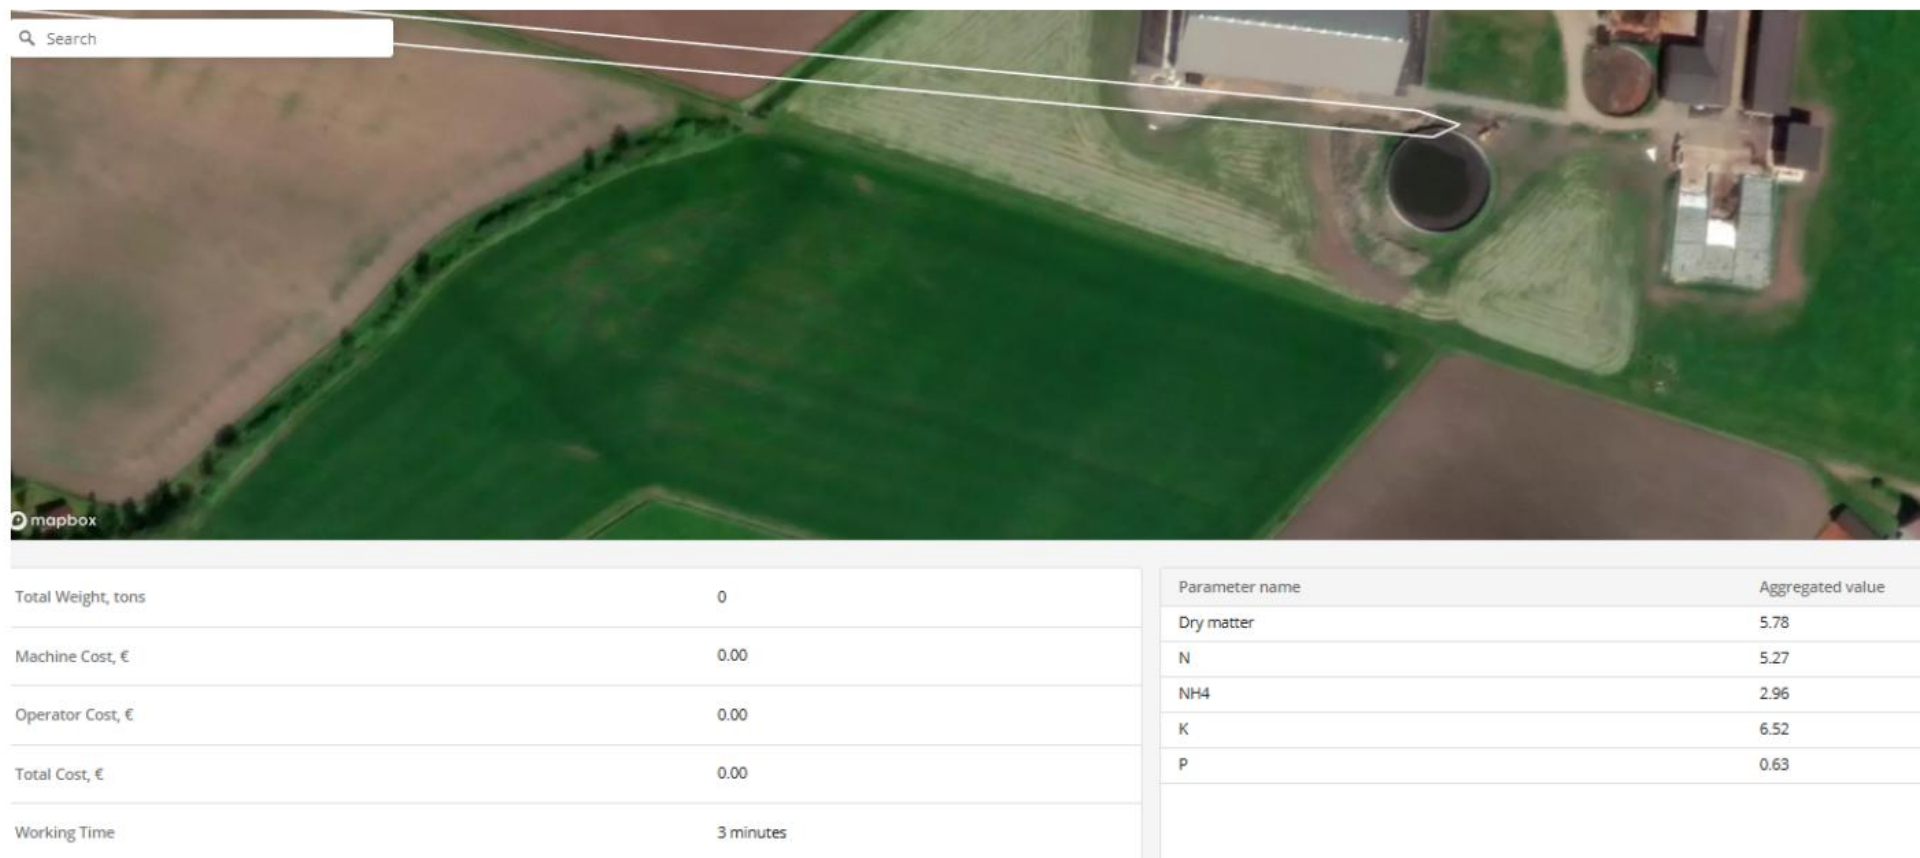 Search
mapbox
Total Weight, tons 0
Machine Cost, € 0.00
Operator Cost, € 0.00
Total Cost, € 0.00
Working Time 3 minutes
Parameter name Aggregated value
Dry matter 5.78
N 5.27
NH4 2.96
K 6.52
P 0.63